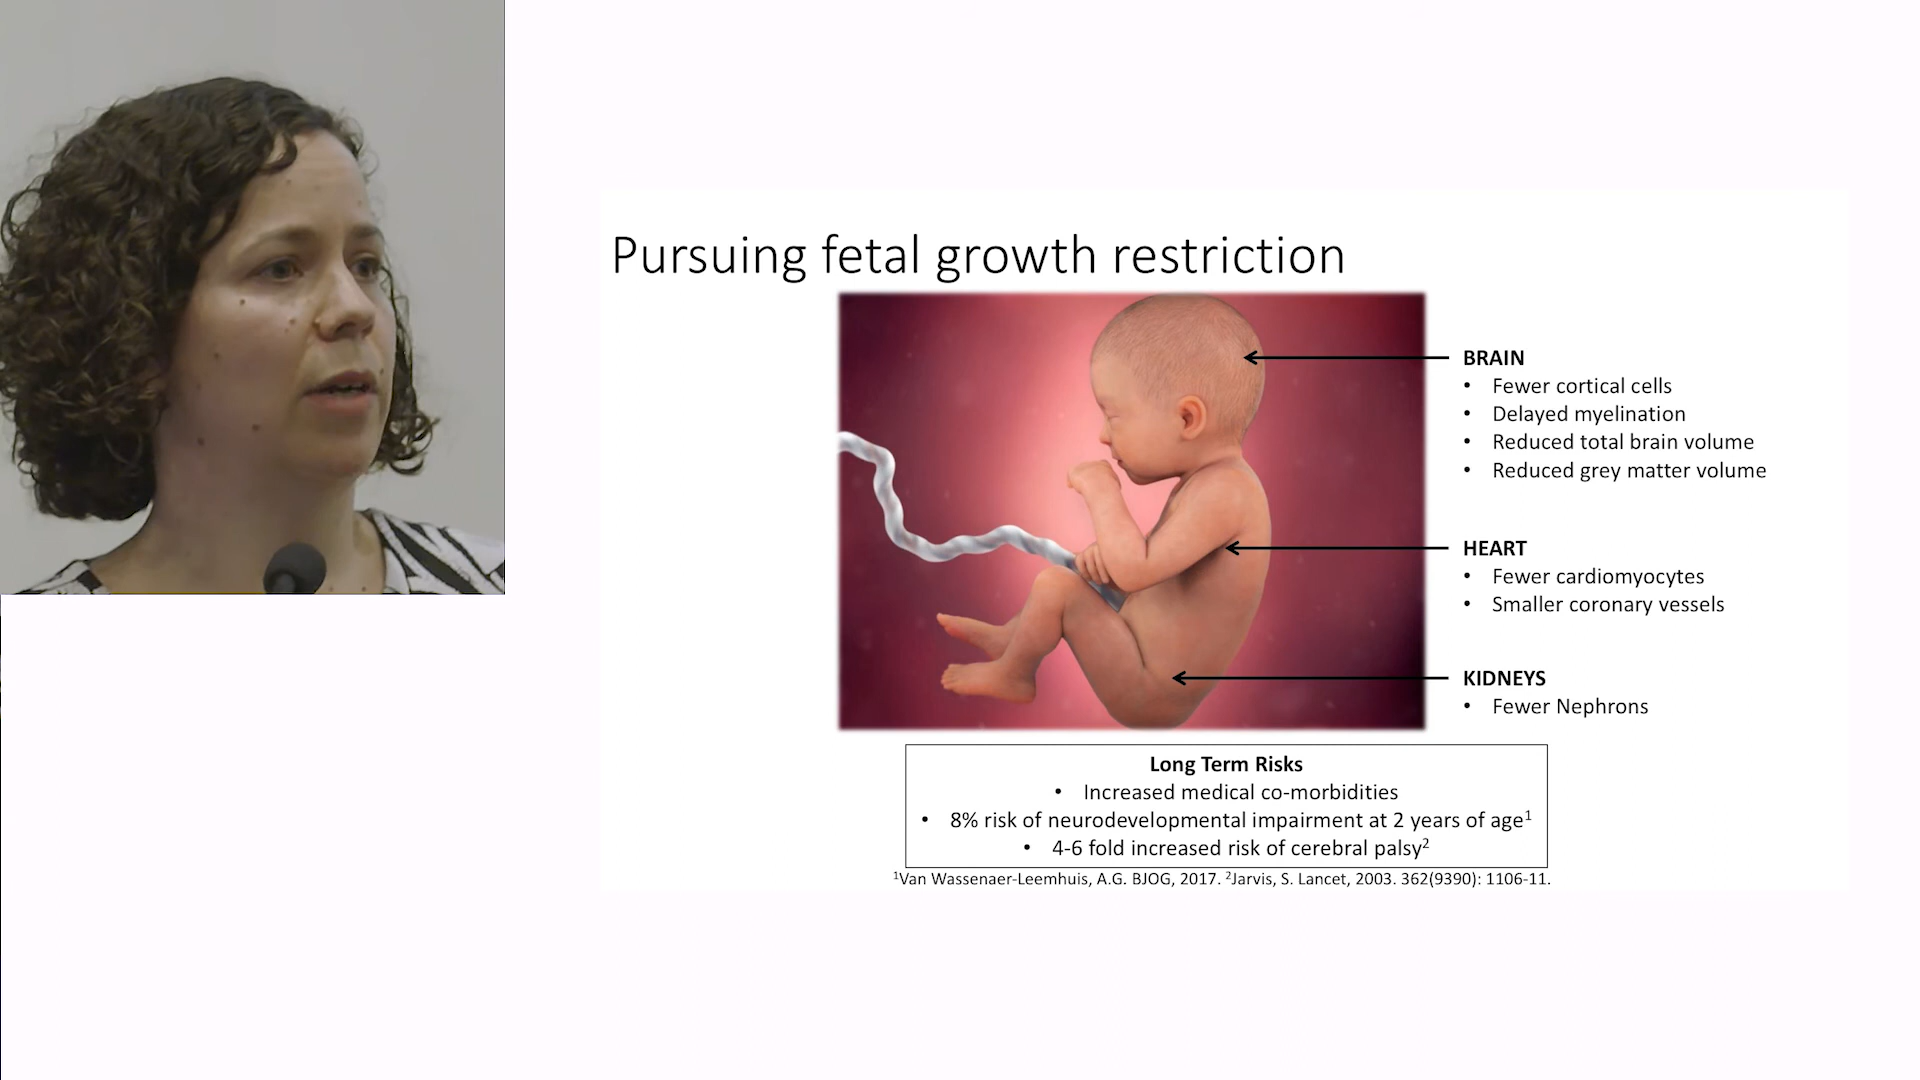 Pursuing fetal growth restriction
BRAIN
• Fewer cortical cells
• Delayed myelination
• Reduced total brain volume
• Reduced grey matter volume
HEART
• Fewer cardiomyocytes
• Smaller coronary vessels
KIDNEYS
• Fewer Nephrons
Long Term Risks
• Increased medical co-morbidities
• 8% risk of neurodevelopmental impairment at 2 years of age¹
• 4-6 fold increased risk of cerebral palsy²
¹Van Wassenaer-Leemhuis, A.G. BJOG, 2017. ²Jarvis, S. Lancet, 2003. 362(9390): 1106-11.